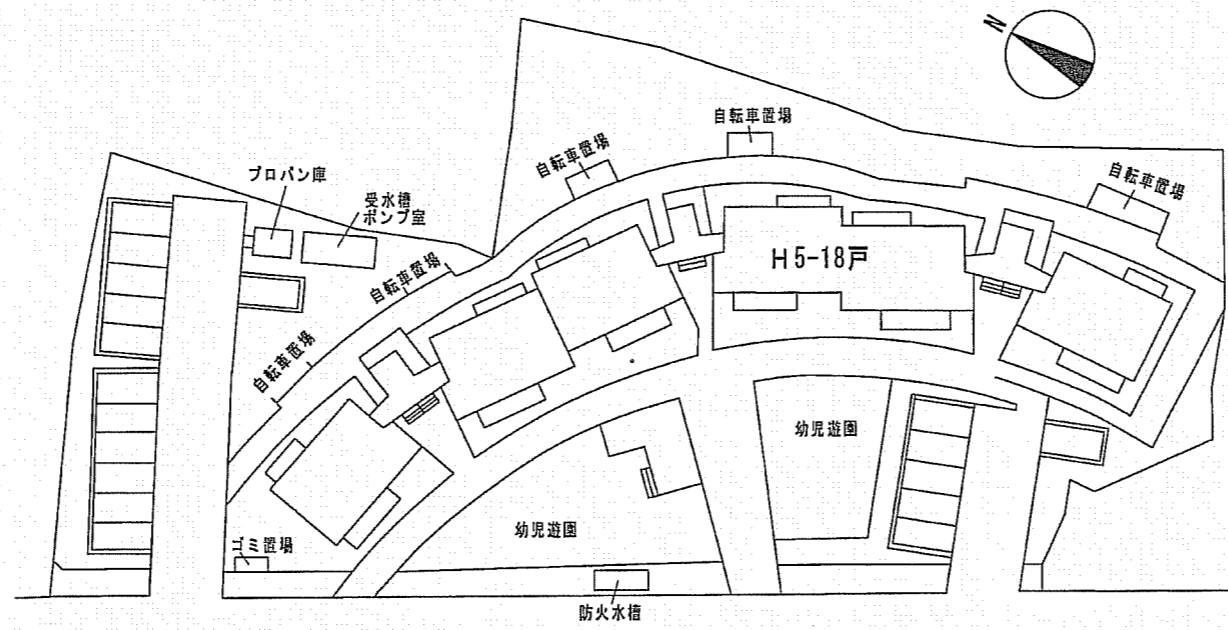 N
自転車置場
自転車置場
自転車置場
プロパン庫
受水槽
ポンプ室
自転車置場
H5-18戸
自転車置場
幼児遊園
幼児遊園
ゴミ置場
防火水槽